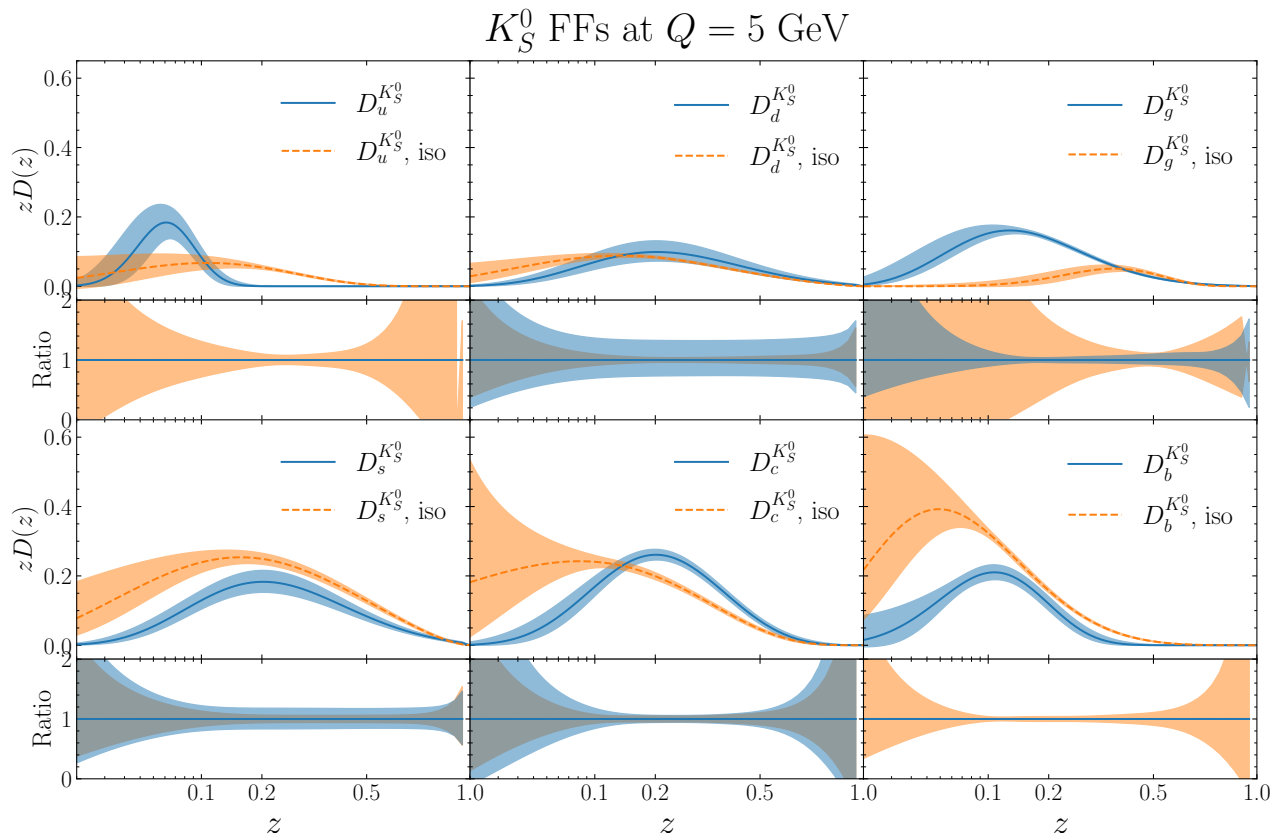 K_S^0 FFs at Q = 5 GeV
zD(z)
0.6
0.4
0.2
0.0
D_u^{K_S^0}
D_u^{K_S^0}, iso
D_d^{K_S^0}
D_d^{K_S^0}, iso
D_g^{K_S^0}
D_g^{K_S^0}, iso
Ratio
2
1
0
zD(z)
0.6
0.4
0.2
0.0
D_s^{K_S^0}
D_s^{K_S^0}, iso
D_c^{K_S^0}
D_c^{K_S^0}, iso
D_b^{K_S^0}
D_b^{K_S^0}, iso
Ratio
2
1
0
0.1 0.2 0.5 1.0 0.1 0.2 0.5 1.0 0.1 0.2 0.5 1.0
z z z